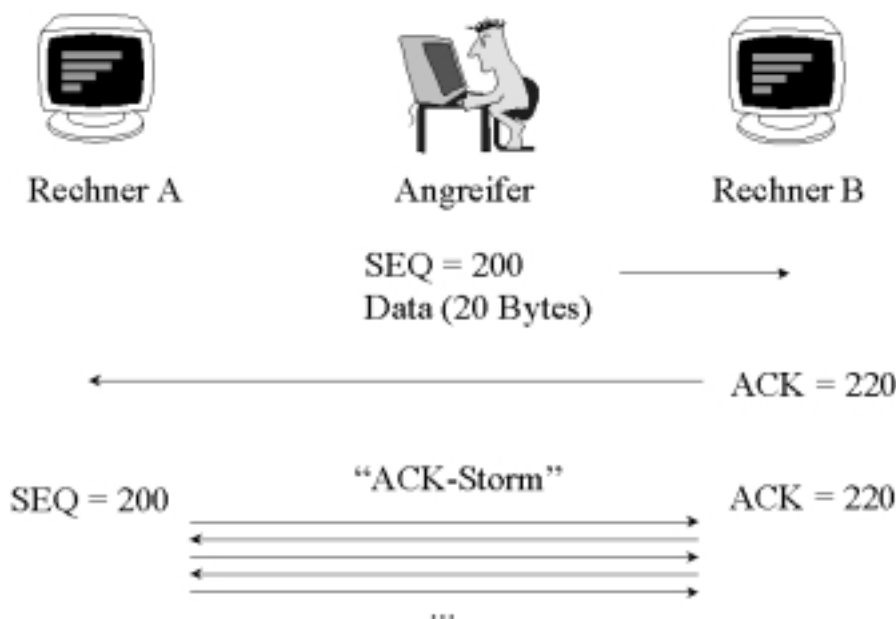 Rechner A
Angreifer
Rechner B
SEQ = 200
Data (20 Bytes)
ACK = 220
“ACK-Storm”
SEQ = 200
ACK = 220
...